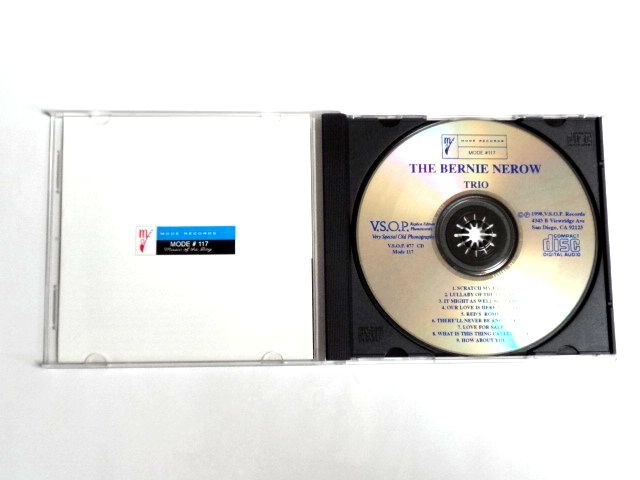 MODE RECORDS
MODE # 117
MODE RECORDS
MODE #117
THE BERNIE NEROW
TRIO
V.S.O.P.
Very Special Old Phonography
V.S.O.P. #77 CD
Mode 117
©℗ 1998, V.S.O.P. Records
4343 E Viewridge Ave
San Diego, CA 92123
COMPACT
disc
DIGITAL AUDIO
1. SCRATCH MY
2. LULLABY OF THE
3. IT MIGHT AS WELL
4. OUR LOVE IS HERE
5. RED'S
6. THERE'LL NEVER BE
7. LOVE FOR SALE
8. WHAT IS THIS THING
9. HOW ABOUT YOU